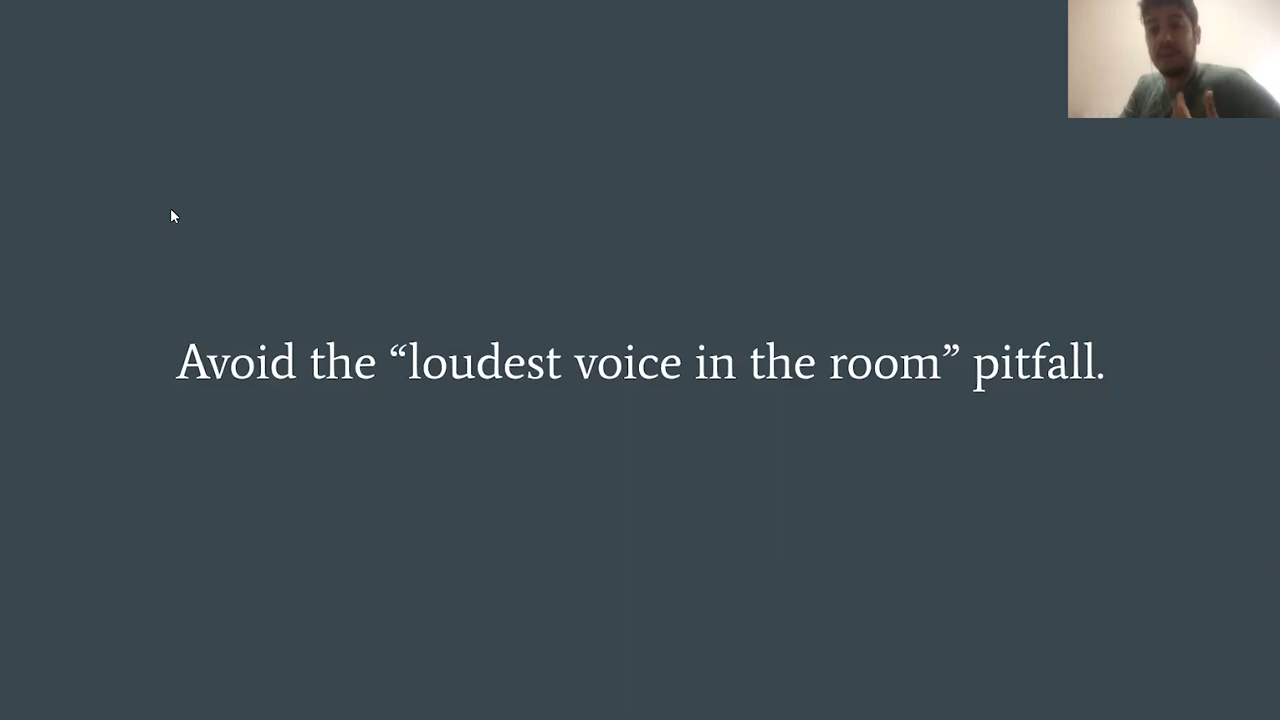 Avoid the “loudest voice in the room” pitfall.